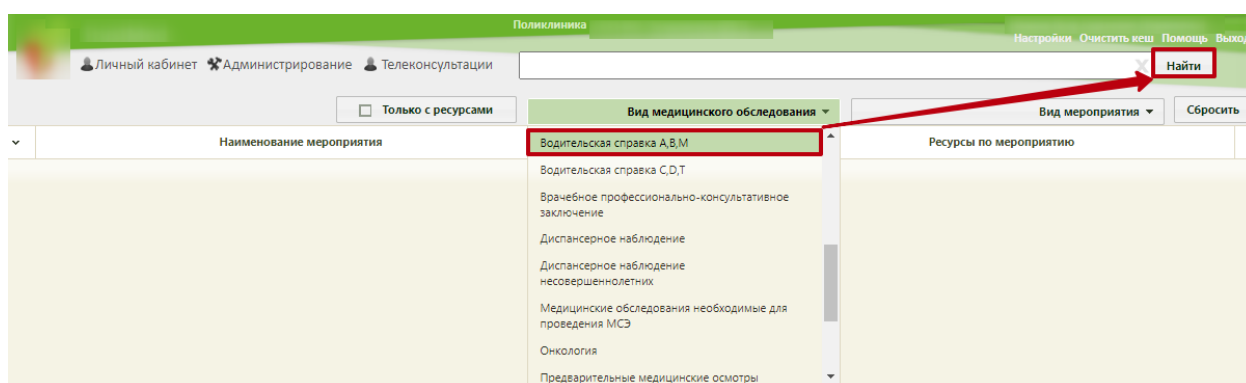 Поликлиника
Настройки Очистить кеш Помощь Выход
Личный кабинет Администрирование Телеконсультации
X Найти
Только с ресурсами Вид медицинского обследования Вид мероприятия Сбросить
Наименование мероприятия Ресурсы по мероприятию
Водительская справка A,B,M
Водительская справка C,D,T
Врачебное профессионально-консультативное
заключение
Диспансерное наблюдение
Диспансерное наблюдение
несовершеннолетних
Медицинские обследования необходимые для
проведения МСЭ
Онкология
Предварительные медицинские осмотры